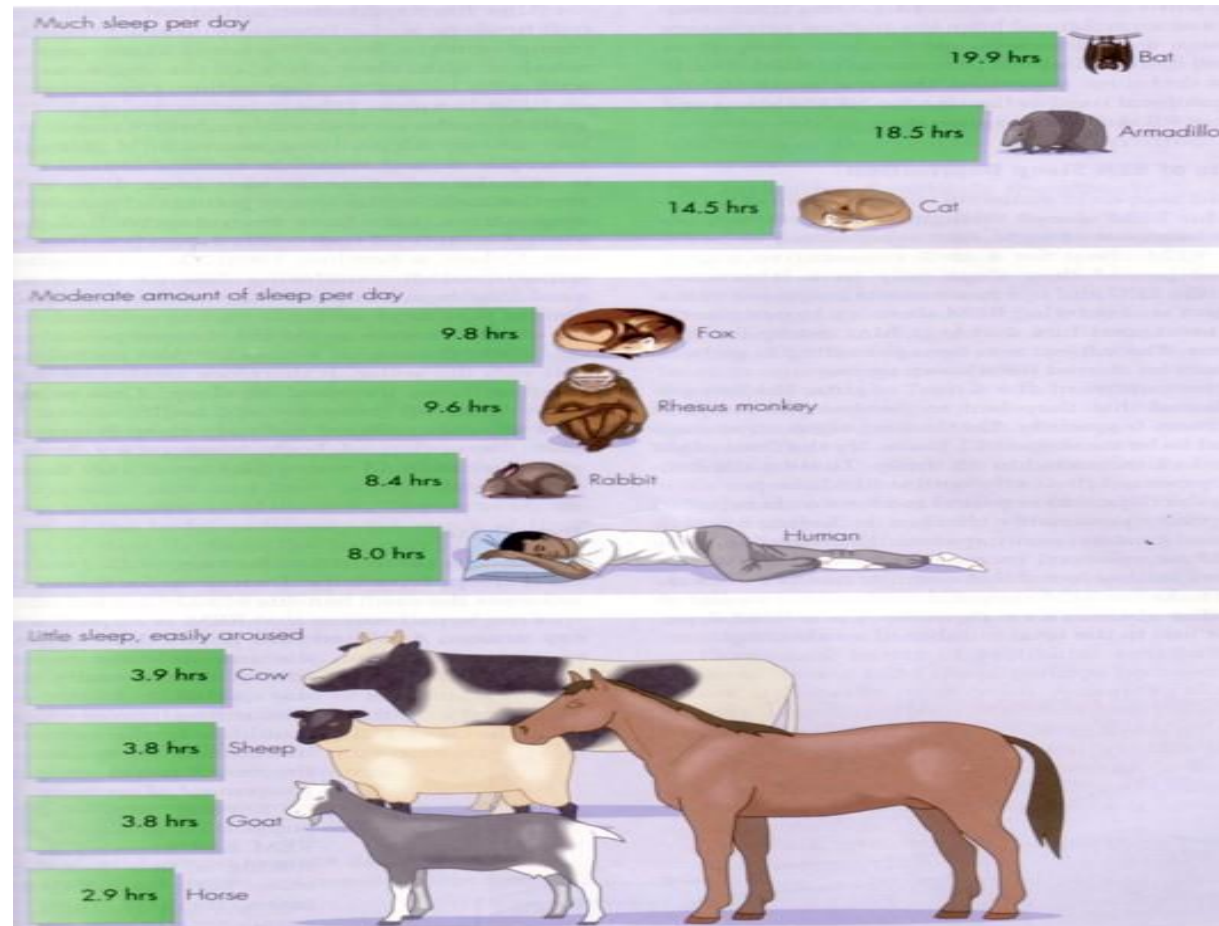 Much sleep per day
19.9 hrs Bat
18.5 hrs Armadillo
14.5 hrs Cat
Moderate amount of sleep per day
9.8 hrs Fox
9.6 hrs Rhesus monkey
8.4 hrs Rabbit
8.0 hrs Human
Little sleep, easily aroused
3.9 hrs Cow
3.8 hrs Sheep
3.8 hrs Goat
2.9 hrs Horse